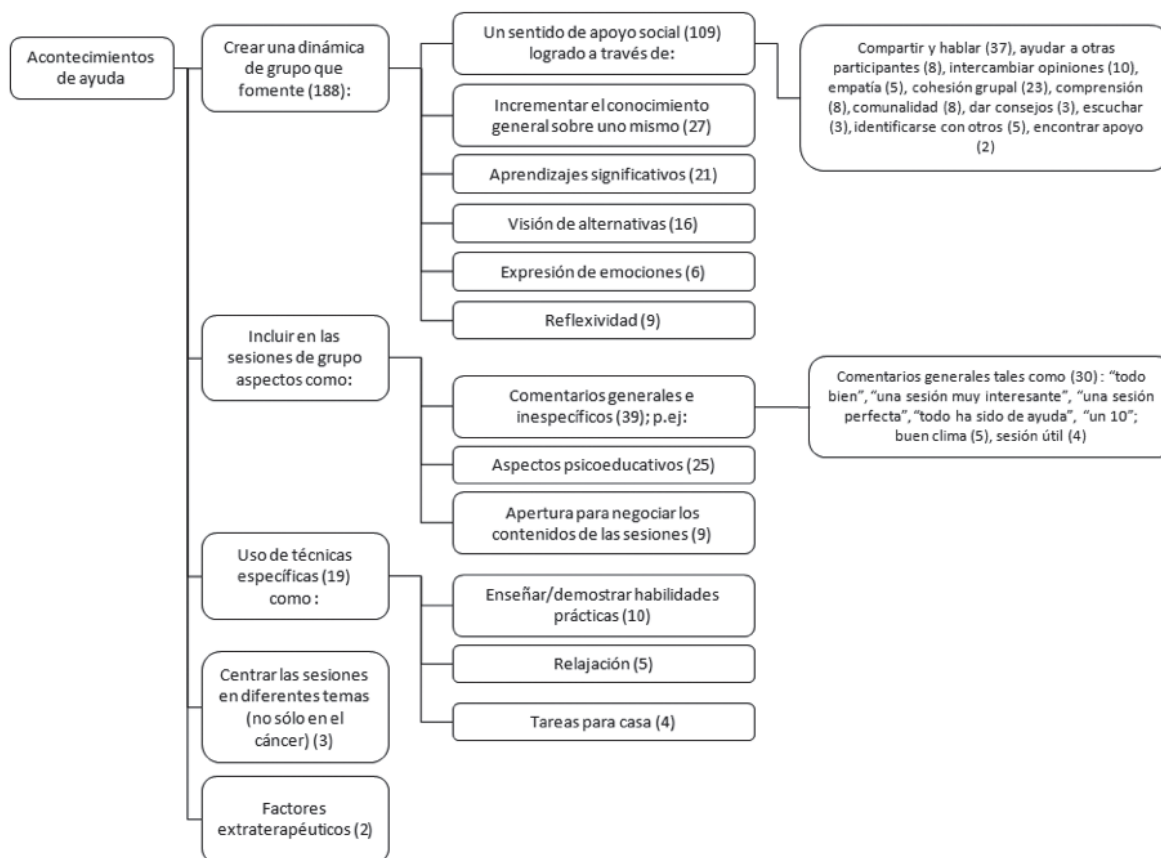 Acontecimientos
de ayuda
Crear una dinámica
de grupo que
fomente (188):
Un sentido de apoyo social (109)
logrado a través de:
Compartir y hablar (37), ayudar a otras
participantes (8), intercambiar opiniones (10),
empatía (5), cohesión grupal (23), comprensión
(8), comunalidad (8), dar consejos (3), escuchar
(3), identificarse con otros (5), encontrar apoyo
(2)
Incrementar el conocimiento
general sobre uno mismo (27)
Aprendizajes significativos (21)
Visión de alternativas (16)
Expresión de emociones (6)
Reflexividad (9)
Incluir en las
sesiones de grupo
aspectos como:
Comentarios generales e
inespecíficos (39); p.ej:
Comentarios generales tales como (30) : “todo
bien”, “una sesión muy interesante”, “una sesión
perfecta”, “todo ha sido de ayuda”, “un 10”;
buen clima (5), sesión útil (4)
Aspectos psicoeducativos (25)
Apertura para negociar los
contenidos de las sesiones (9)
Uso de técnicas
específicas (19)
como :
Enseñar/demostrar habilidades
prácticas (10)
Relajación (5)
Tareas para casa (4)
Centrar las sesiones
en diferentes temas
(no sólo en el
cáncer) (3)
Factores
extraterapéuticos (2)